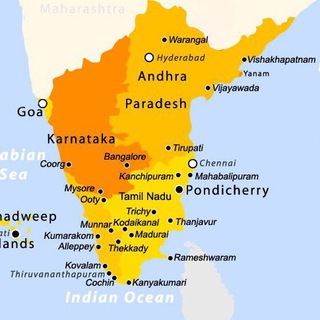 Maharashtra
Warangal
Hyderabad
Andhra
Vishakhapatnam
Yanam
Vijayawada
Paradesh
Goa
Karnataka
Tirupati
abian
Sea
Coorg
Bangalore
Chennai
Kanchipuram
Mahabalipuram
Mysore
Ooty
Tamil Nadu
Pondicherry
Trichy
adweep
Munnar
Kodaikanal
Thanjavur
ati
lands
Kumarakom
Madurai
Alleppey
Thekkady
Rameshwaram
Kovalam
Thiruvananthapuram
Cochin
Kanyakumari
Indian Ocean